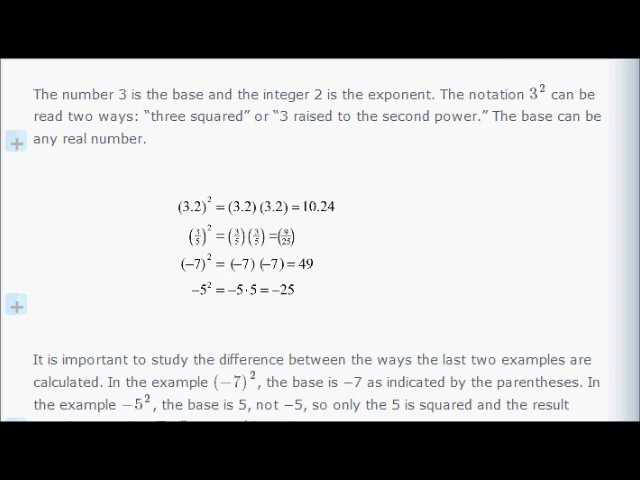 The number 3 is the base and the integer 2 is the exponent. The notation 3² can be
read two ways: “three squared” or “3 raised to the second power.” The base can be
any real number.
(3.2)² = (3.2) (3.2) = 10.24
(3/5)² = (3/5) (3/5) = (9/25)
(−7)² = (−7) (−7) = 49
−5² = −5 · 5 = −25
It is important to study the difference between the ways the last two examples are
calculated. In the example (−7)², the base is −7 as indicated by the parentheses. In
the example −5², the base is 5, not −5, so only the 5 is squared and the result